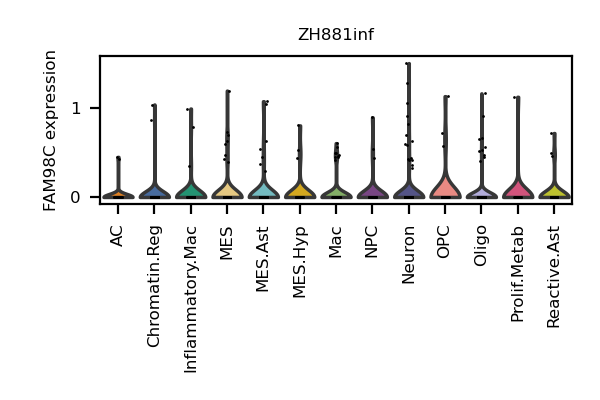 ZH881inf
FAM98C expression
1
0
AC
Chromatin.Reg
Inflammatory.Mac
MES
MES.Ast
MES.Hyp
Mac
NPC
Neuron
OPC
Oligo
Prolif.Metab
Reactive.Ast